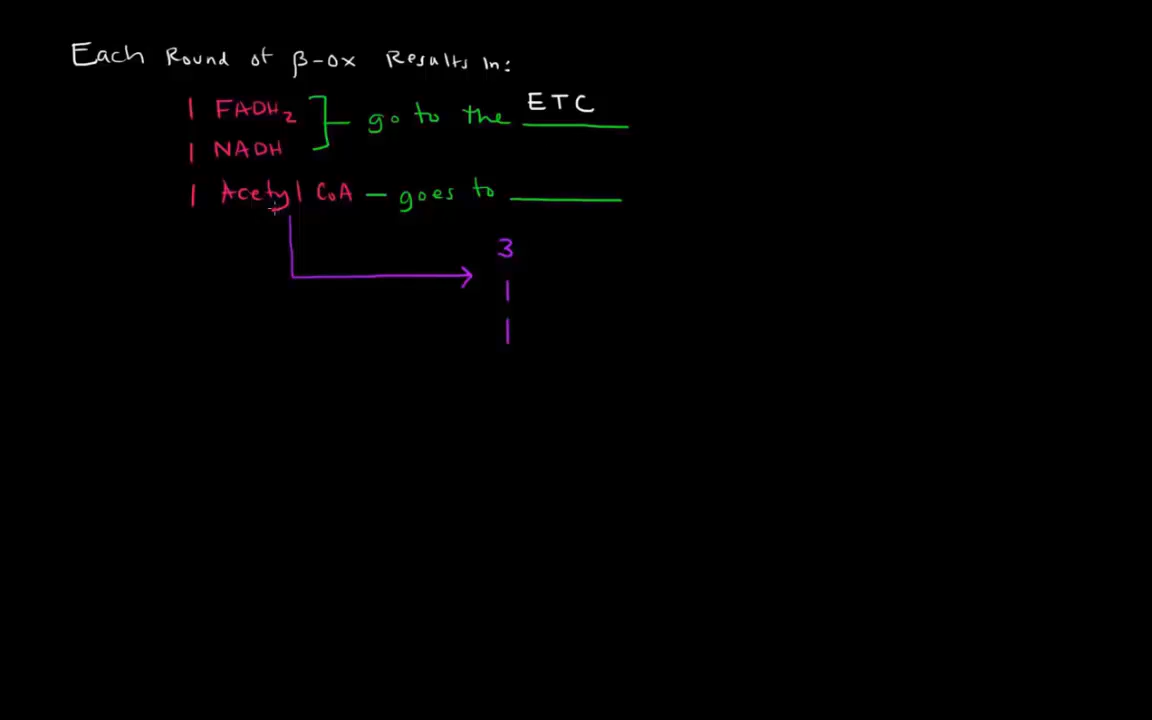 Each Round of β-ox Results In:
1 FADH₂ go to the ETC
1 NADH
1 Acetyl CoA — goes to
3
1
1